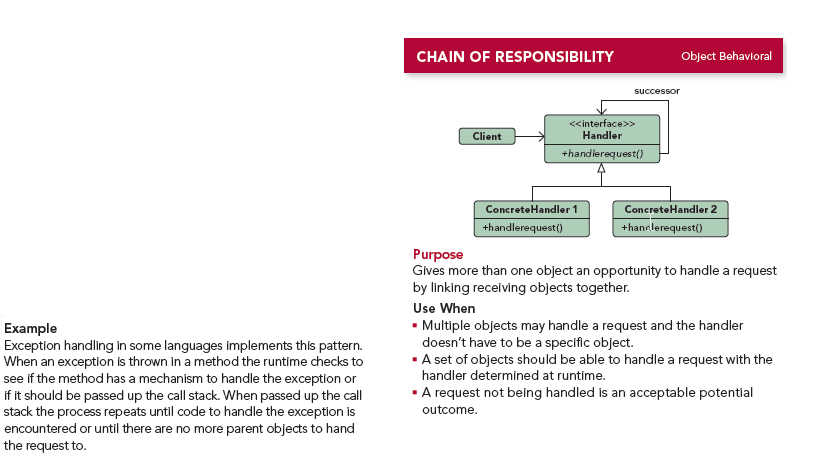 CHAIN OF RESPONSIBILITY Object Behavioral
successor
<<interface>>
Handler
+handlerequest()
Client
ConcreteHandler 1
+handlerequest()
ConcreteHandler 2
+handlerequest()
Purpose
Gives more than one object an opportunity to handle a request
by linking receiving objects together.
Use When
▪ Multiple objects may handle a request and the handler
doesn't have to be a specific object.
▪ A set of objects should be able to handle a request with the
handler determined at runtime.
▪ A request not being handled is an acceptable potential
outcome.
Example
Exception handling in some languages implements this pattern.
When an exception is thrown in a method the runtime checks to
see if the method has a mechanism to handle the exception or
if it should be passed up the call stack. When passed up the call
stack the process repeats until code to handle the exception is
encountered or until there are no more parent objects to hand
the request to.